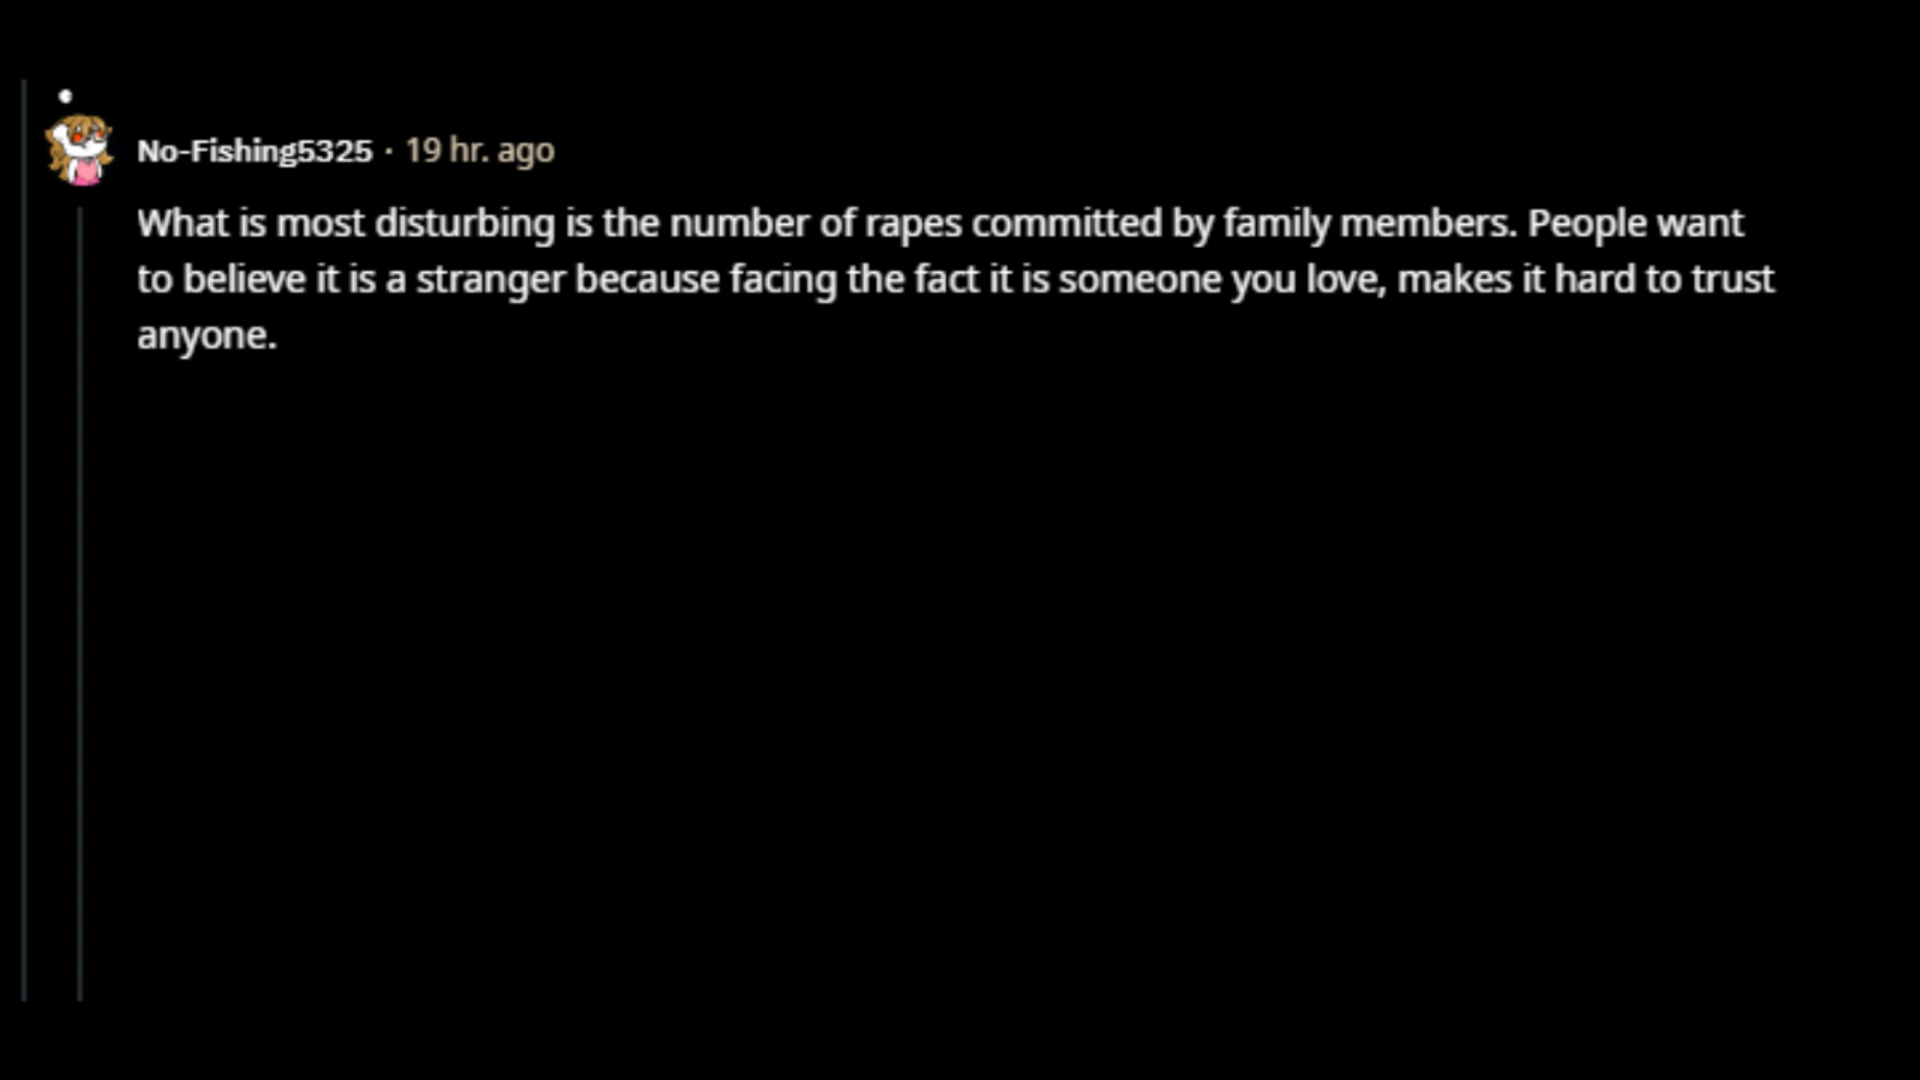 No-Fishing5325 · 19 hr. ago
What is most disturbing is the number of rapes committed by family members. People want
to believe it is a stranger because facing the fact it is someone you love, makes it hard to trust
anyone.